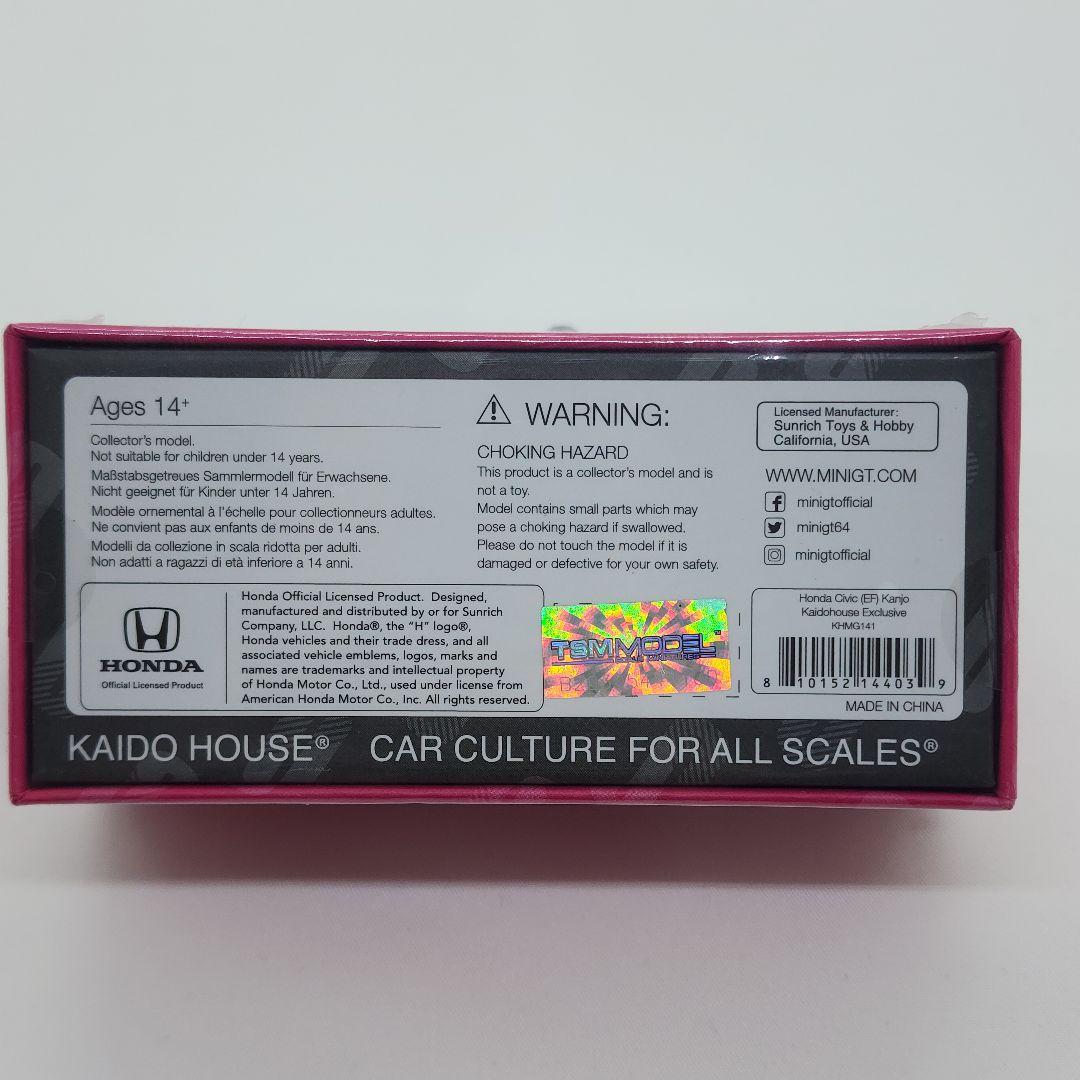 Ages 14+
Collector's model.
Not suitable for children under 14 years.
Maßstabsgetreues Sammlermodell für Erwachsene.
Nicht geeignet für Kinder unter 14 Jahren.
Modèle ornemental à l'échelle pour collectionneurs adultes.
Ne convient pas aux enfants de moins de 14 ans.
Modelli da collezione in scala ridotta per adulti.
Non adatti a ragazzi di età inferiore a 14 anni.
WARNING:
CHOKING HAZARD
This product is a collector's model and is
not a toy.
Model contains small parts which may
pose a choking hazard if swallowed.
Please do not touch the model if it is
damaged or defective for your own safety.
Licensed Manufacturer:
Sunrich Toys & Hobby
California, USA
WWW.MINIGT.COM
minigtofficial
minigt64
minigtofficial
HONDA
Official Licensed Product
Honda Official Licensed Product. Designed,
manufactured and distributed by or for Sunrich
Company, LLC. Honda®, the "H" logo®,
Honda vehicles and their trade dress, and all
associated vehicle emblems, logos, marks and
names are trademarks and intellectual property
of Honda Motor Co., Ltd., used under license from
American Honda Motor Co., Inc. All rights reserved.
TSM MODEL
Honda Civic (EF) Kanjo
Kaidohouse Exclusive
KHMG141
8 10152 14403 9
MADE IN CHINA
KAIDO HOUSE® CAR CULTURE FOR ALL SCALES®